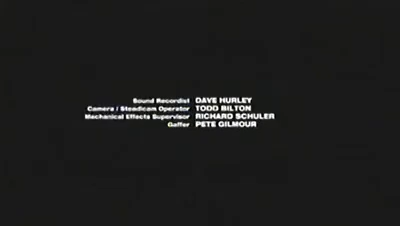 Sound Recordist DAVE HURLEY
Camera / Steadicam Operator TODD BILTON
Mechanical Effects Supervisor RICHARD SCHULER
Gaffer PETE GILMOUR